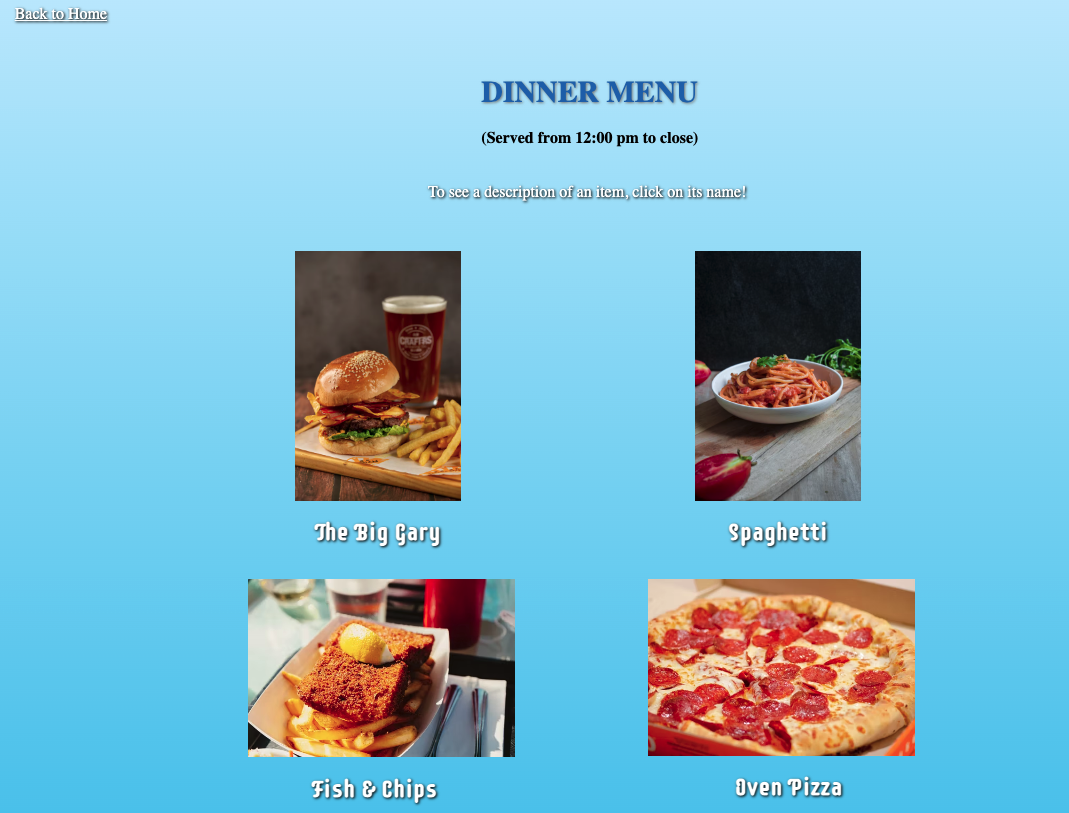 Back to Home
DINNER MENU
(Served from 12:00 pm to close)
To see a description of an item, click on its name!
CRAFTRS
The Big Gary
Spaghetti
Fish & Chips
Oven Pizza